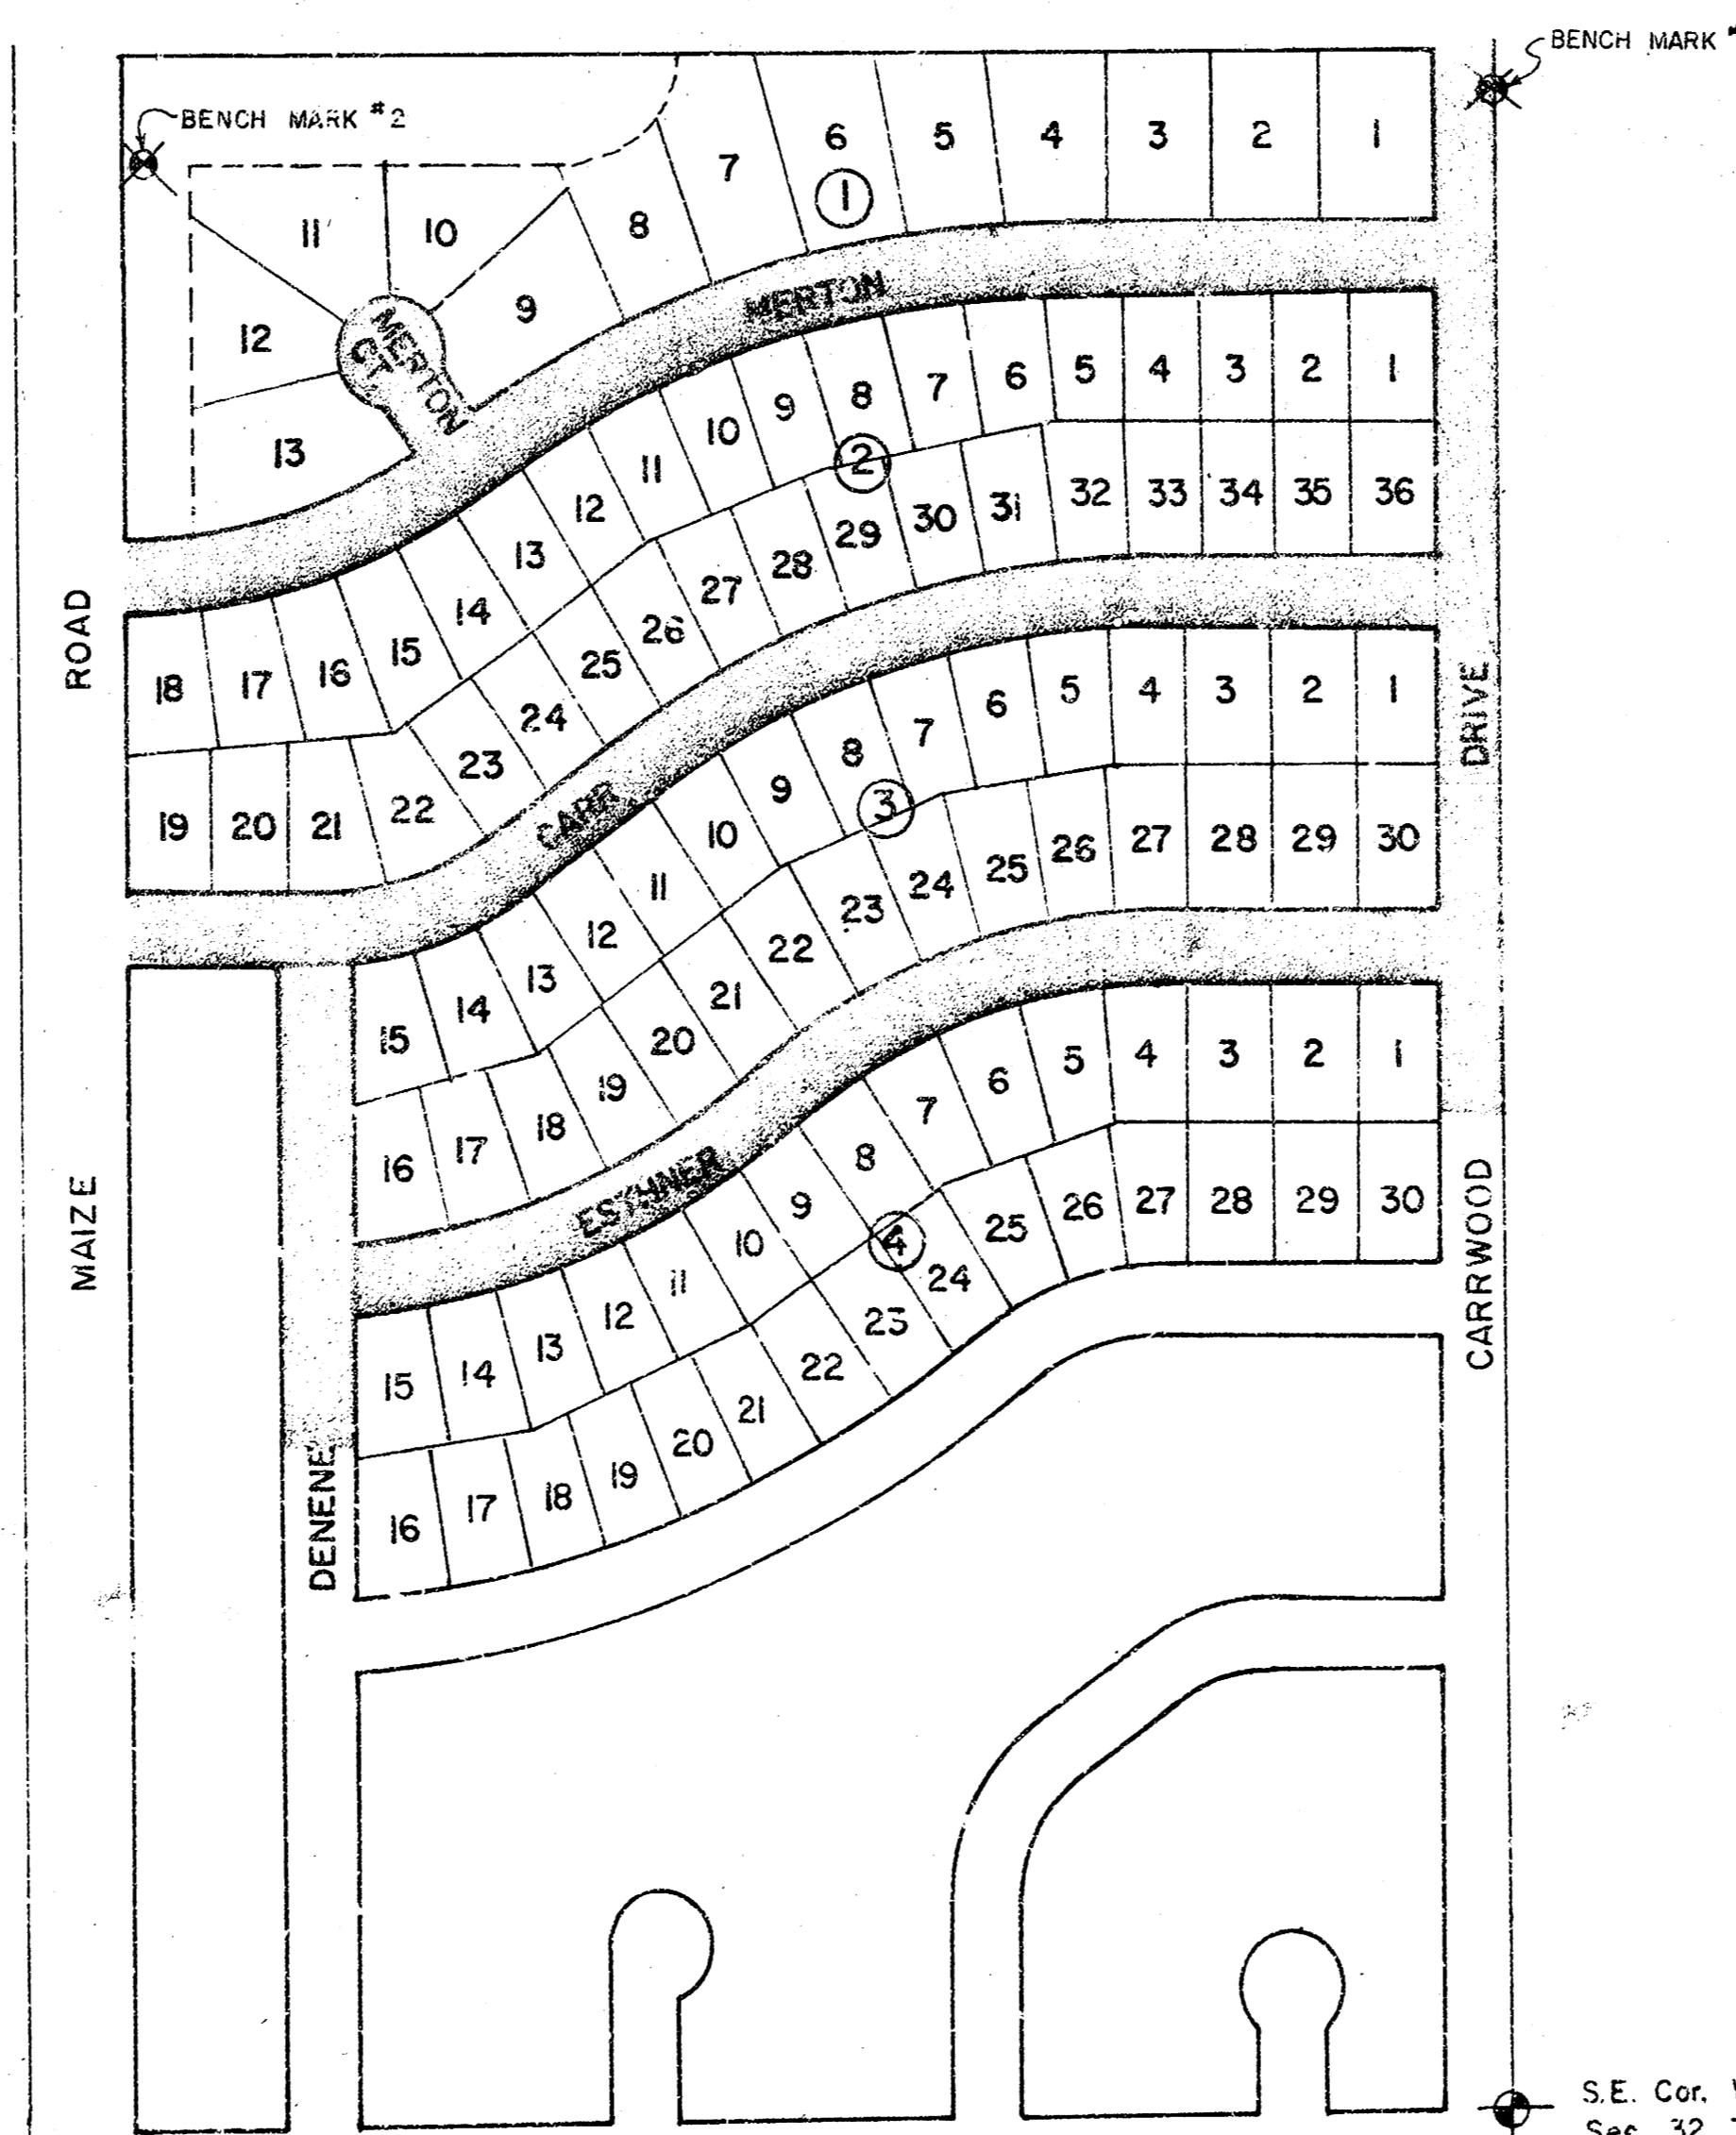 BENCH MARK
BENCH MARK #2
7 6 5 4 3 2 1
1
11 10 8
12 9
13
MERTON CT.
MERTON
11 10 9 8 7 6 5 4 3 2 1
2
12
13
14
18 17 16 15
32 33 34 35 36
28 29 30 31
25 26 27
24
23
19 20 21 22
ROAD
CARR
8 7 6 5 4 3 2 1
3
9
10
11
12
13
15 14
DRIVE
23 24 25 26 27 28 29 30
22
21
20
19
16 17 18
MAIZE
ESTHNER
7 6 5 4 3 2 1
8
9
10
11
15 14 13 12
4
25 26 27 28 29 30
24
23
22
21
20
16 17 18 19
CARRWOOD
DENENE
S.E. Cor.
Sec. 32